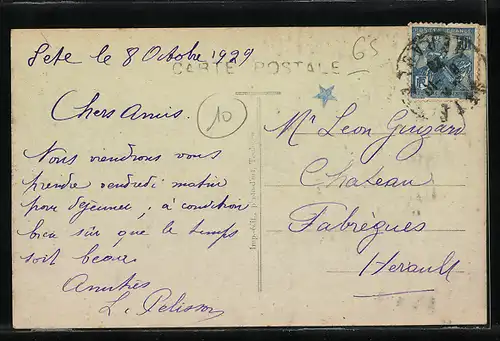 Sete le 8 Octobre 1929
65
CARTE POSTALE
10
Chers Amis.
Nous viendrons vous
prendre vendredi matin
pour déjeuner, à condition
bien sûr que le temps
soit beau.
Amitiés
L. Pelisson
Mr Leon Guizard
Chateau
Fabrègues
Herault